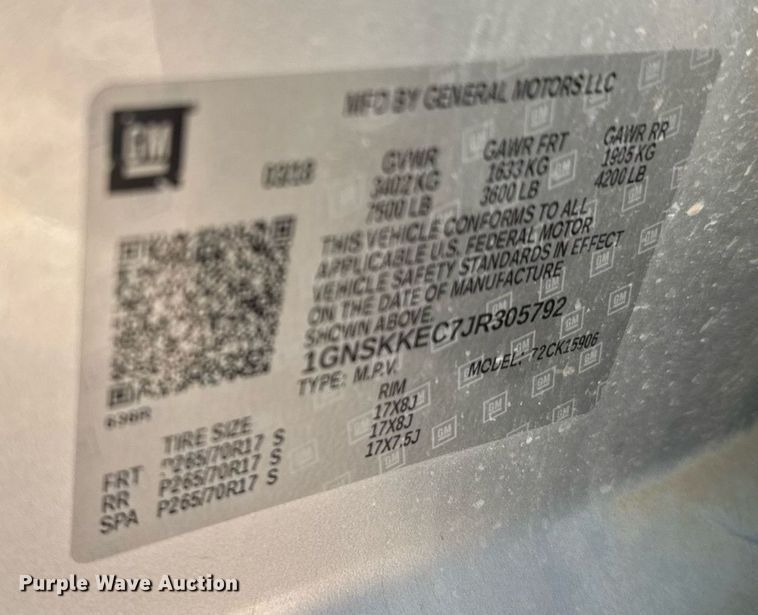 MFD BY GENERAL MOTORS LLC
GM
03/18 GVWR GAWR FRT GAWR RR
3402 KG 1633 KG 1905 KG
7500 LB 3600 LB 4200 LB
THIS VEHICLE CONFORMS TO ALL
APPLICABLE U.S. FEDERAL MOTOR
VEHICLE SAFETY STANDARDS IN EFFECT
ON THE DATE OF MANUFACTURE
SHOWN ABOVE.
1GNSKKEC7JR305792
TYPE: M.P.V. MODEL: 72CK15906
TIRE SIZE RIM
FRT P265/70R17 S 17X8J
RR P265/70R17 S 17X8J
SPA P265/70R17 S 17X7.5J
Purple Wave Auction